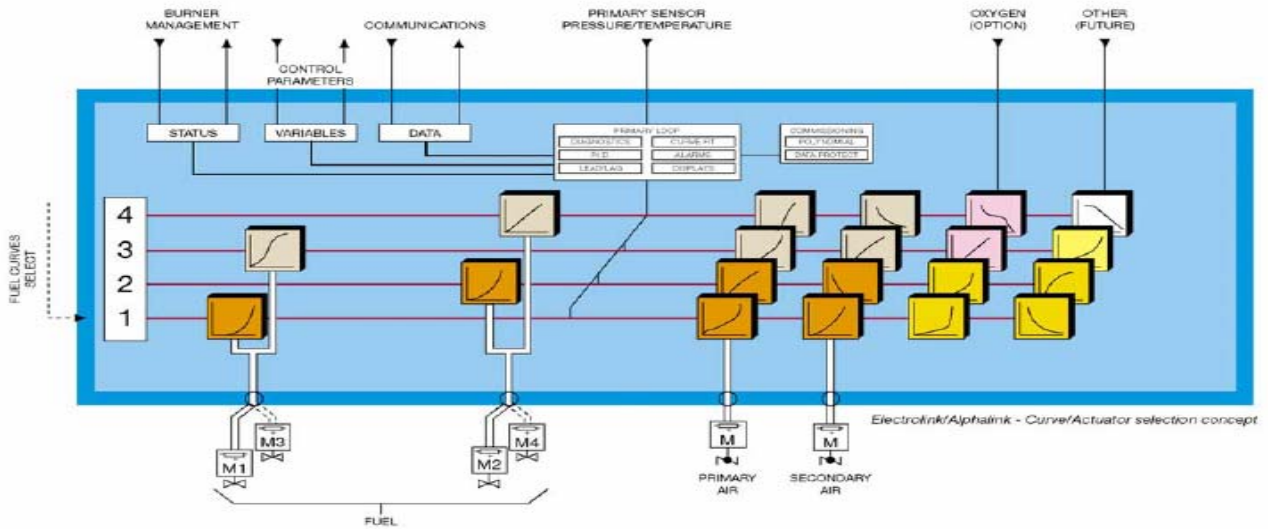 BURNER
MANAGEMENT
COMMUNICATIONS
PRIMARY SENSOR
PRESSURE/TEMPERATURE
OXYGEN
(OPTION)
OTHER
(FUTURE)
CONTROL
PARAMETERS
STATUS
VARIABLES
DATA
PRIMARY LOOP
DIAGNOSTICS
CURVE FIT
P.I.D.
ALARMS
LEAD/LAG
DISPLAYS
COMMISSIONING
POLYNOMIAL
DATA PROTECT
FUEL CURVES
SELECT
4
3
2
1
Electrolink/Alphalink - Curve/Actuator selection concept
M1
M3
M2
M4
M
M
PRIMARY
AIR
SECONDARY
AIR
FUEL